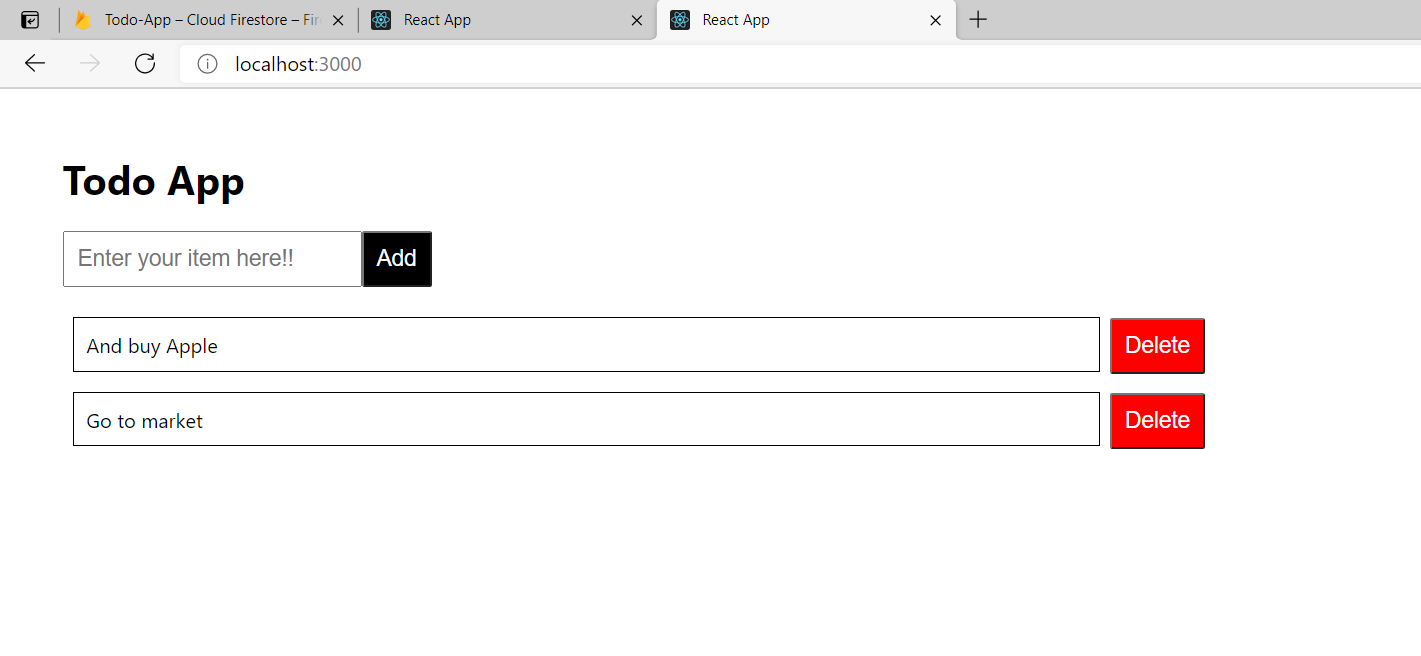 Todo-App – Cloud Firestore – Fir
React App
React App
localhost:3000
Todo App
Enter your item here!!
Add
And buy Apple
Delete
Go to market
Delete